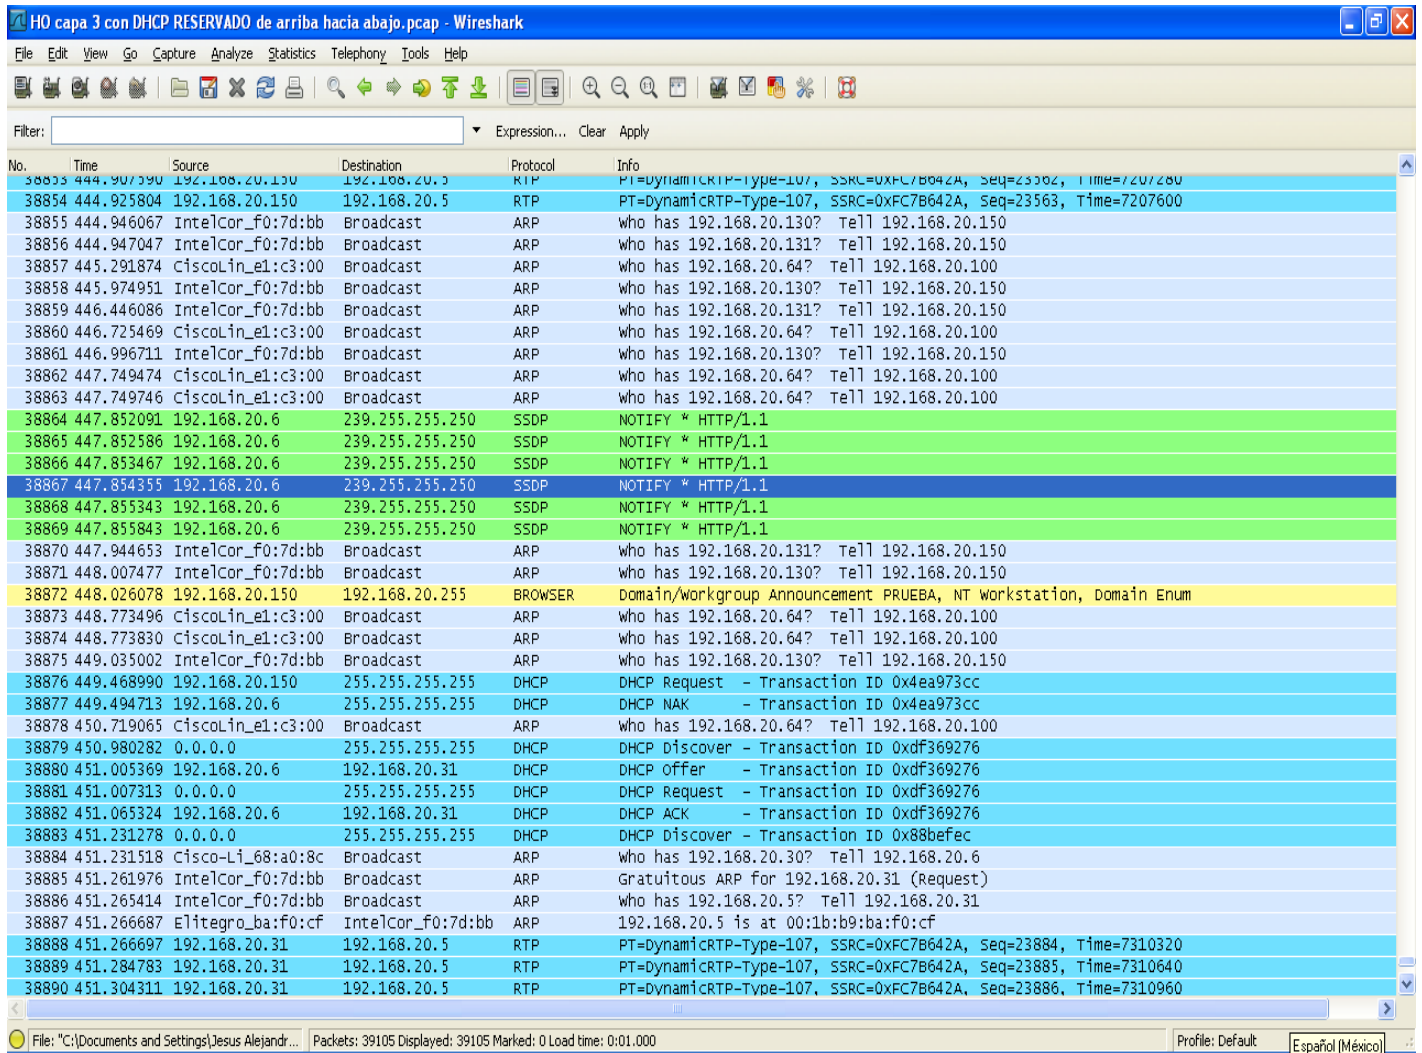 HO capa 3 con DHCP RESERVADO de arriba hacia abajo.pcap - Wireshark
File Edit View Go Capture Analyze Statistics Telephony Tools Help
Filter: Expression... Clear Apply
No. Time Source Destination Protocol Info
38853 444.907590 192.168.20.150 192.168.20.5 RTP PT=DynamicRTP-Type-107, SSRC=0xFC7B642A, Seq=23562, Time=7207280
38854 444.925804 192.168.20.150 192.168.20.5 RTP PT=DynamicRTP-Type-107, SSRC=0xFC7B642A, Seq=23563, Time=7207600
38855 444.946067 IntelCor_f0:7d:bb Broadcast ARP Who has 192.168.20.130? Tell 192.168.20.150
38856 444.947047 IntelCor_f0:7d:bb Broadcast ARP Who has 192.168.20.131? Tell 192.168.20.150
38857 445.291874 CiscoLin_e1:c3:00 Broadcast ARP Who has 192.168.20.64? Tell 192.168.20.100
38858 445.974951 IntelCor_f0:7d:bb Broadcast ARP Who has 192.168.20.130? Tell 192.168.20.150
38859 446.446086 IntelCor_f0:7d:bb Broadcast ARP Who has 192.168.20.131? Tell 192.168.20.150
38860 446.725469 CiscoLin_e1:c3:00 Broadcast ARP Who has 192.168.20.64? Tell 192.168.20.100
38861 446.996711 IntelCor_f0:7d:bb Broadcast ARP Who has 192.168.20.130? Tell 192.168.20.150
38862 447.749474 CiscoLin_e1:c3:00 Broadcast ARP Who has 192.168.20.64? Tell 192.168.20.100
38863 447.749746 CiscoLin_e1:c3:00 Broadcast ARP Who has 192.168.20.64? Tell 192.168.20.100
38864 447.852091 192.168.20.6 239.255.255.250 SSDP NOTIFY * HTTP/1.1
38865 447.852586 192.168.20.6 239.255.255.250 SSDP NOTIFY * HTTP/1.1
38866 447.853467 192.168.20.6 239.255.255.250 SSDP NOTIFY * HTTP/1.1
38867 447.854355 192.168.20.6 239.255.255.250 SSDP NOTIFY * HTTP/1.1
38868 447.855343 192.168.20.6 239.255.255.250 SSDP NOTIFY * HTTP/1.1
38869 447.855843 192.168.20.6 239.255.255.250 SSDP NOTIFY * HTTP/1.1
38870 447.944653 IntelCor_f0:7d:bb Broadcast ARP Who has 192.168.20.131? Tell 192.168.20.150
38871 448.007477 IntelCor_f0:7d:bb Broadcast ARP Who has 192.168.20.130? Tell 192.168.20.150
38872 448.026078 192.168.20.150 192.168.20.255 BROWSER Domain/Workgroup Announcement PRUEBA, NT Workstation, Domain Enum
38873 448.773496 CiscoLin_e1:c3:00 Broadcast ARP Who has 192.168.20.64? Tell 192.168.20.100
38874 448.773830 CiscoLin_e1:c3:00 Broadcast ARP Who has 192.168.20.64? Tell 192.168.20.100
38875 449.035002 IntelCor_f0:7d:bb Broadcast ARP Who has 192.168.20.130? Tell 192.168.20.150
38876 449.468990 192.168.20.150 255.255.255.255 DHCP DHCP Request - Transaction ID 0x4ea973cc
38877 449.494713 192.168.20.6 255.255.255.255 DHCP DHCP NAK - Transaction ID 0x4ea973cc
38878 450.719065 CiscoLin_e1:c3:00 Broadcast ARP Who has 192.168.20.64? Tell 192.168.20.100
38879 450.980282 0.0.0.0 255.255.255.255 DHCP DHCP Discover - Transaction ID 0xdf369276
38880 451.005369 192.168.20.6 192.168.20.31 DHCP DHCP Offer - Transaction ID 0xdf369276
38881 451.007313 0.0.0.0 255.255.255.255 DHCP DHCP Request - Transaction ID 0xdf369276
38882 451.065324 192.168.20.6 192.168.20.31 DHCP DHCP ACK - Transaction ID 0xdf369276
38883 451.231278 0.0.0.0 255.255.255.255 DHCP DHCP Discover - Transaction ID 0x88befec
38884 451.231518 Cisco-Li_68:a0:8c Broadcast ARP Who has 192.168.20.30? Tell 192.168.20.6
38885 451.261976 IntelCor_f0:7d:bb Broadcast ARP Gratuitous ARP for 192.168.20.31 (Request)
38886 451.265414 IntelCor_f0:7d:bb Broadcast ARP Who has 192.168.20.5? Tell 192.168.20.31
38887 451.266687 Elitegro_ba:f0:cf IntelCor_f0:7d:bb ARP 192.168.20.5 is at 00:1b:b9:ba:f0:cf
38888 451.266697 192.168.20.31 192.168.20.5 RTP PT=DynamicRTP-Type-107, SSRC=0xFC7B642A, Seq=23884, Time=7310320
38889 451.284783 192.168.20.31 192.168.20.5 RTP PT=DynamicRTP-Type-107, SSRC=0xFC7B642A, Seq=23885, Time=7310640
38890 451.304311 192.168.20.31 192.168.20.5 RTP PT=DynamicRTP-Type-107, SSRC=0xFC7B642A, Seq=23886, Time=7310960
File: "C:\Documents and Settings\Jesus Alejandr... Packets: 39105 Displayed: 39105 Marked: 0 Load time: 0:01.000 Profile: Default
Español (México)